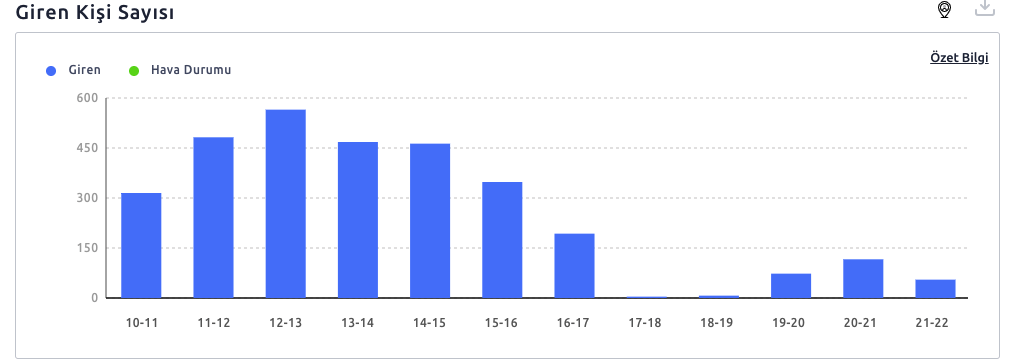 Giren Kişi Sayısı
Özet Bilgi
Giren Hava Durumu
600
450
300
150
0
10-11 11-12 12-13 13-14 14-15 15-16 16-17 17-18 18-19 19-20 20-21 21-22